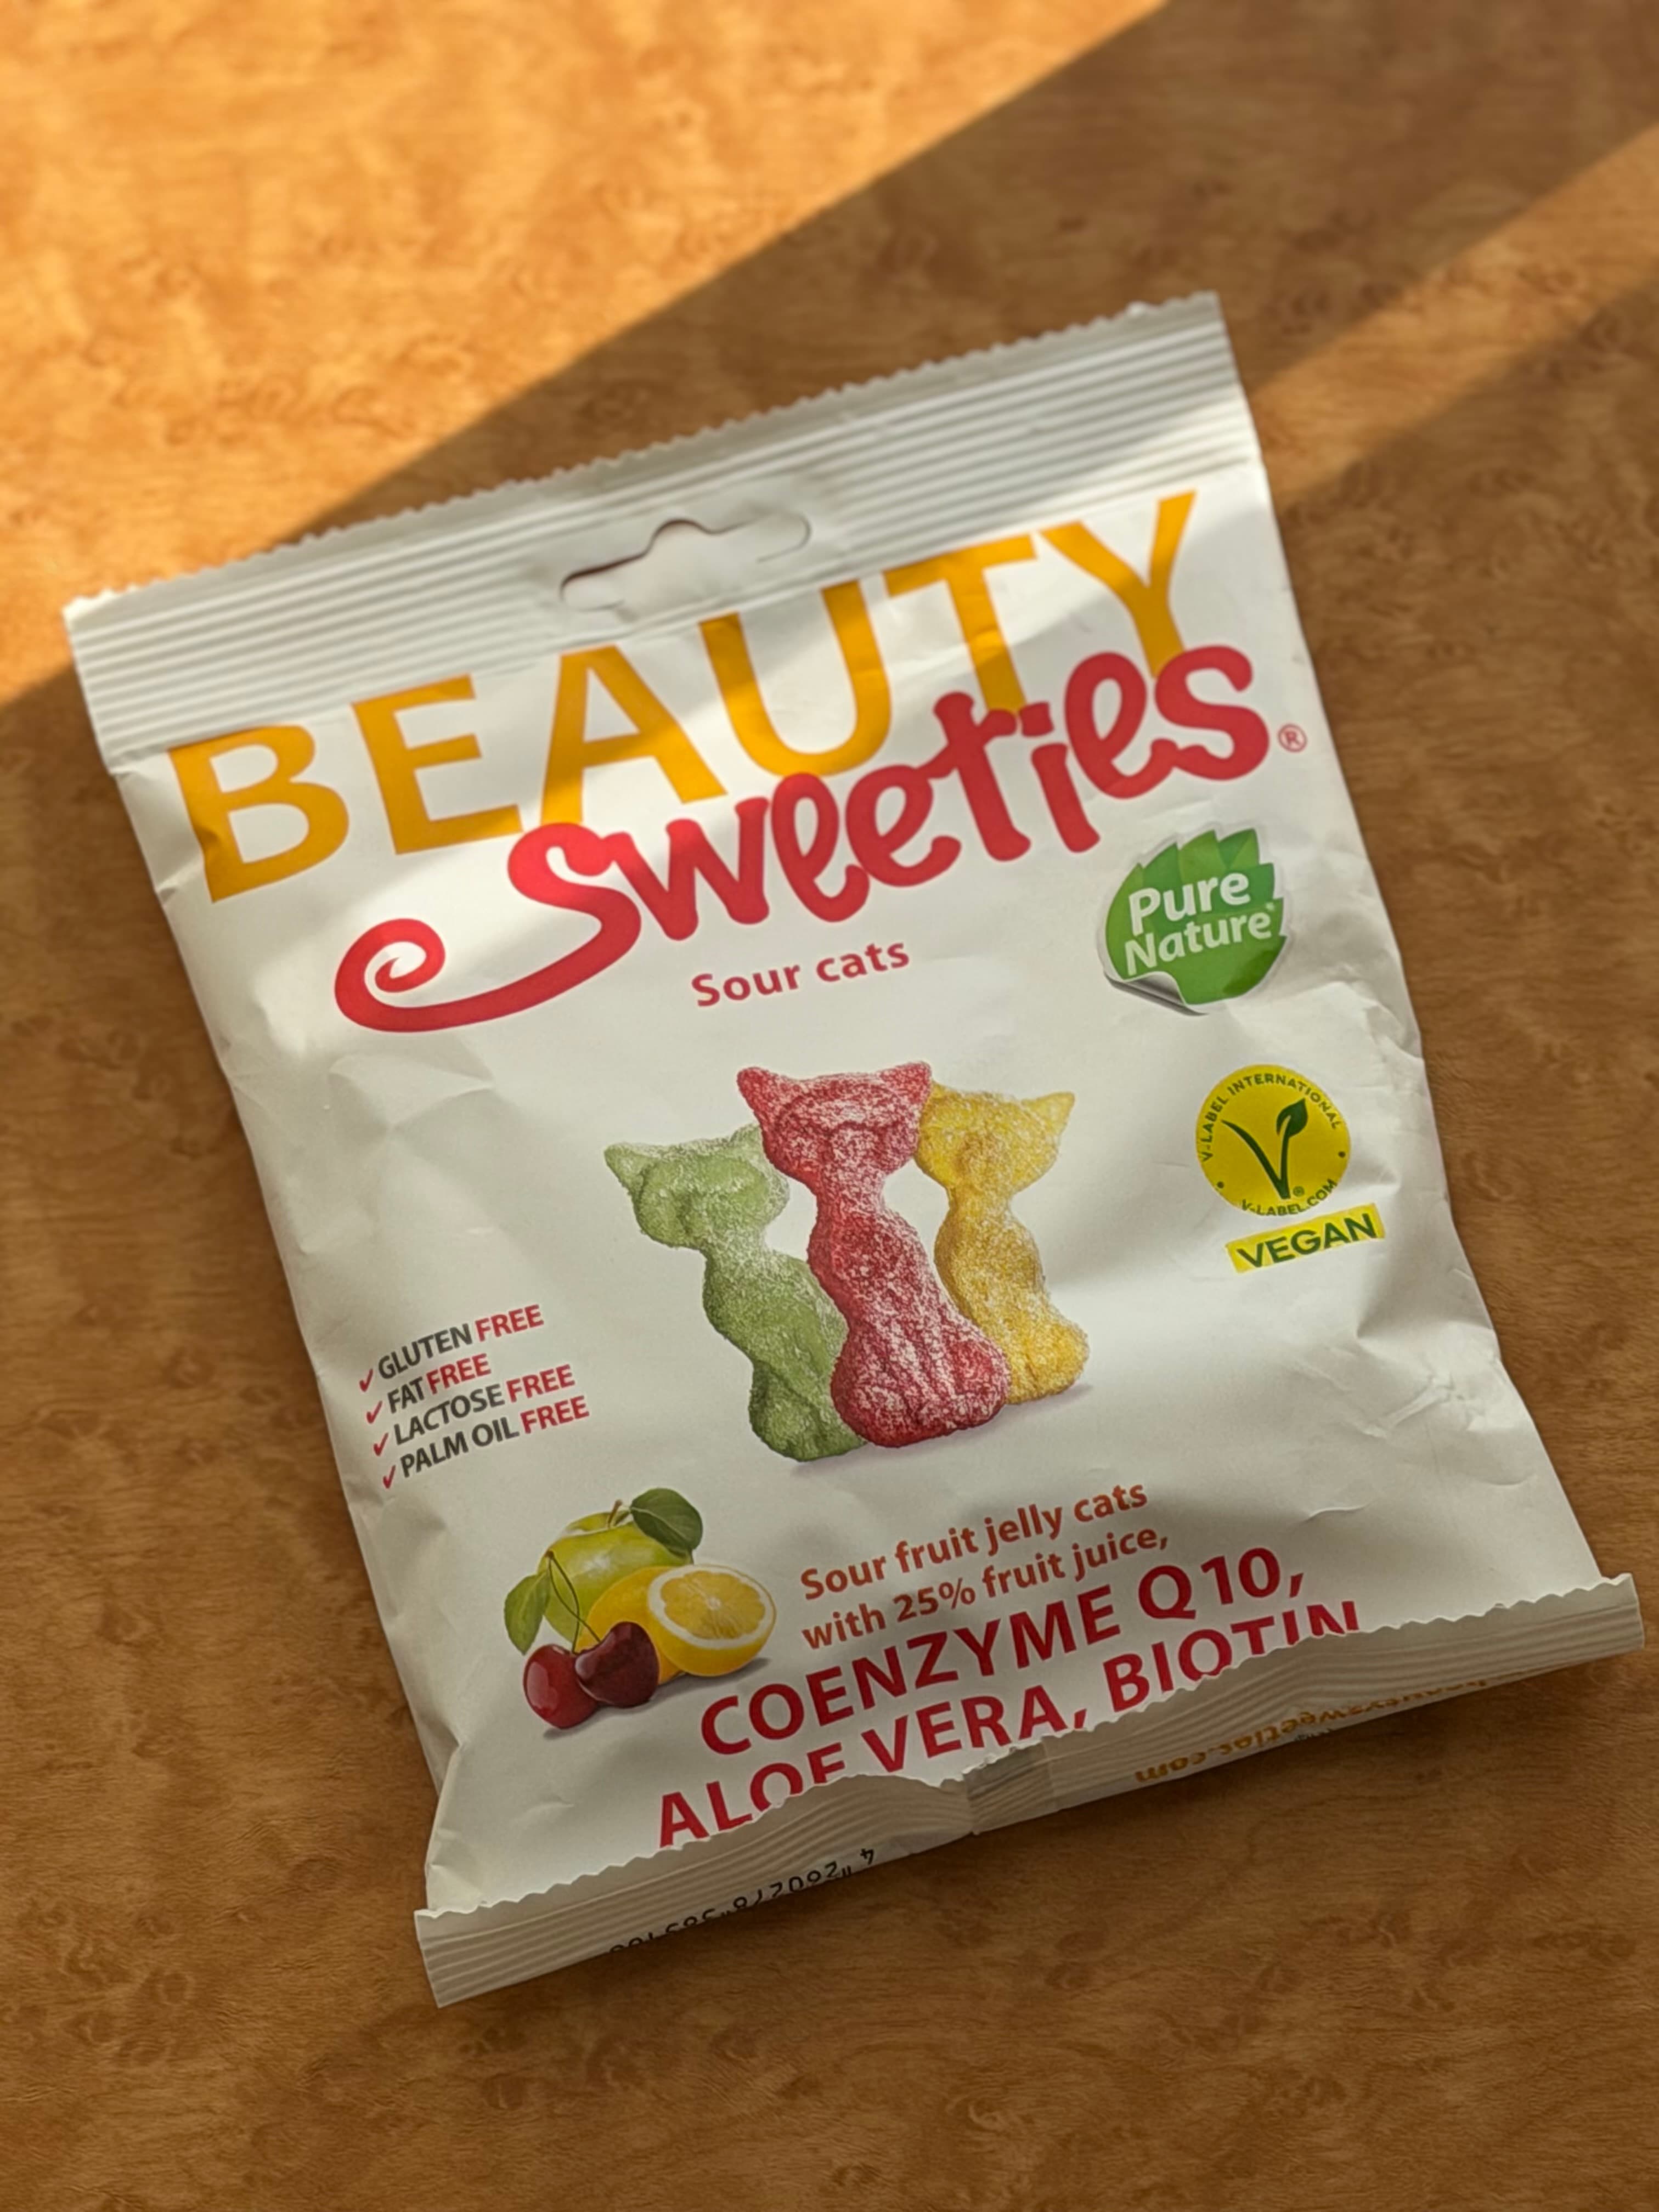 BEAUTY
Sweeties®
Sour cats
Pure
Nature
V-LABEL INTERNATIONAL
V-LABEL.COM
VEGAN
✓ GLUTEN FREE
✓ FAT FREE
✓ LACTOSE FREE
✓ PALM OIL FREE
Sour fruit jelly cats
with 25% fruit juice,
COENZYME Q10,
ALOE VERA, BIOTIN